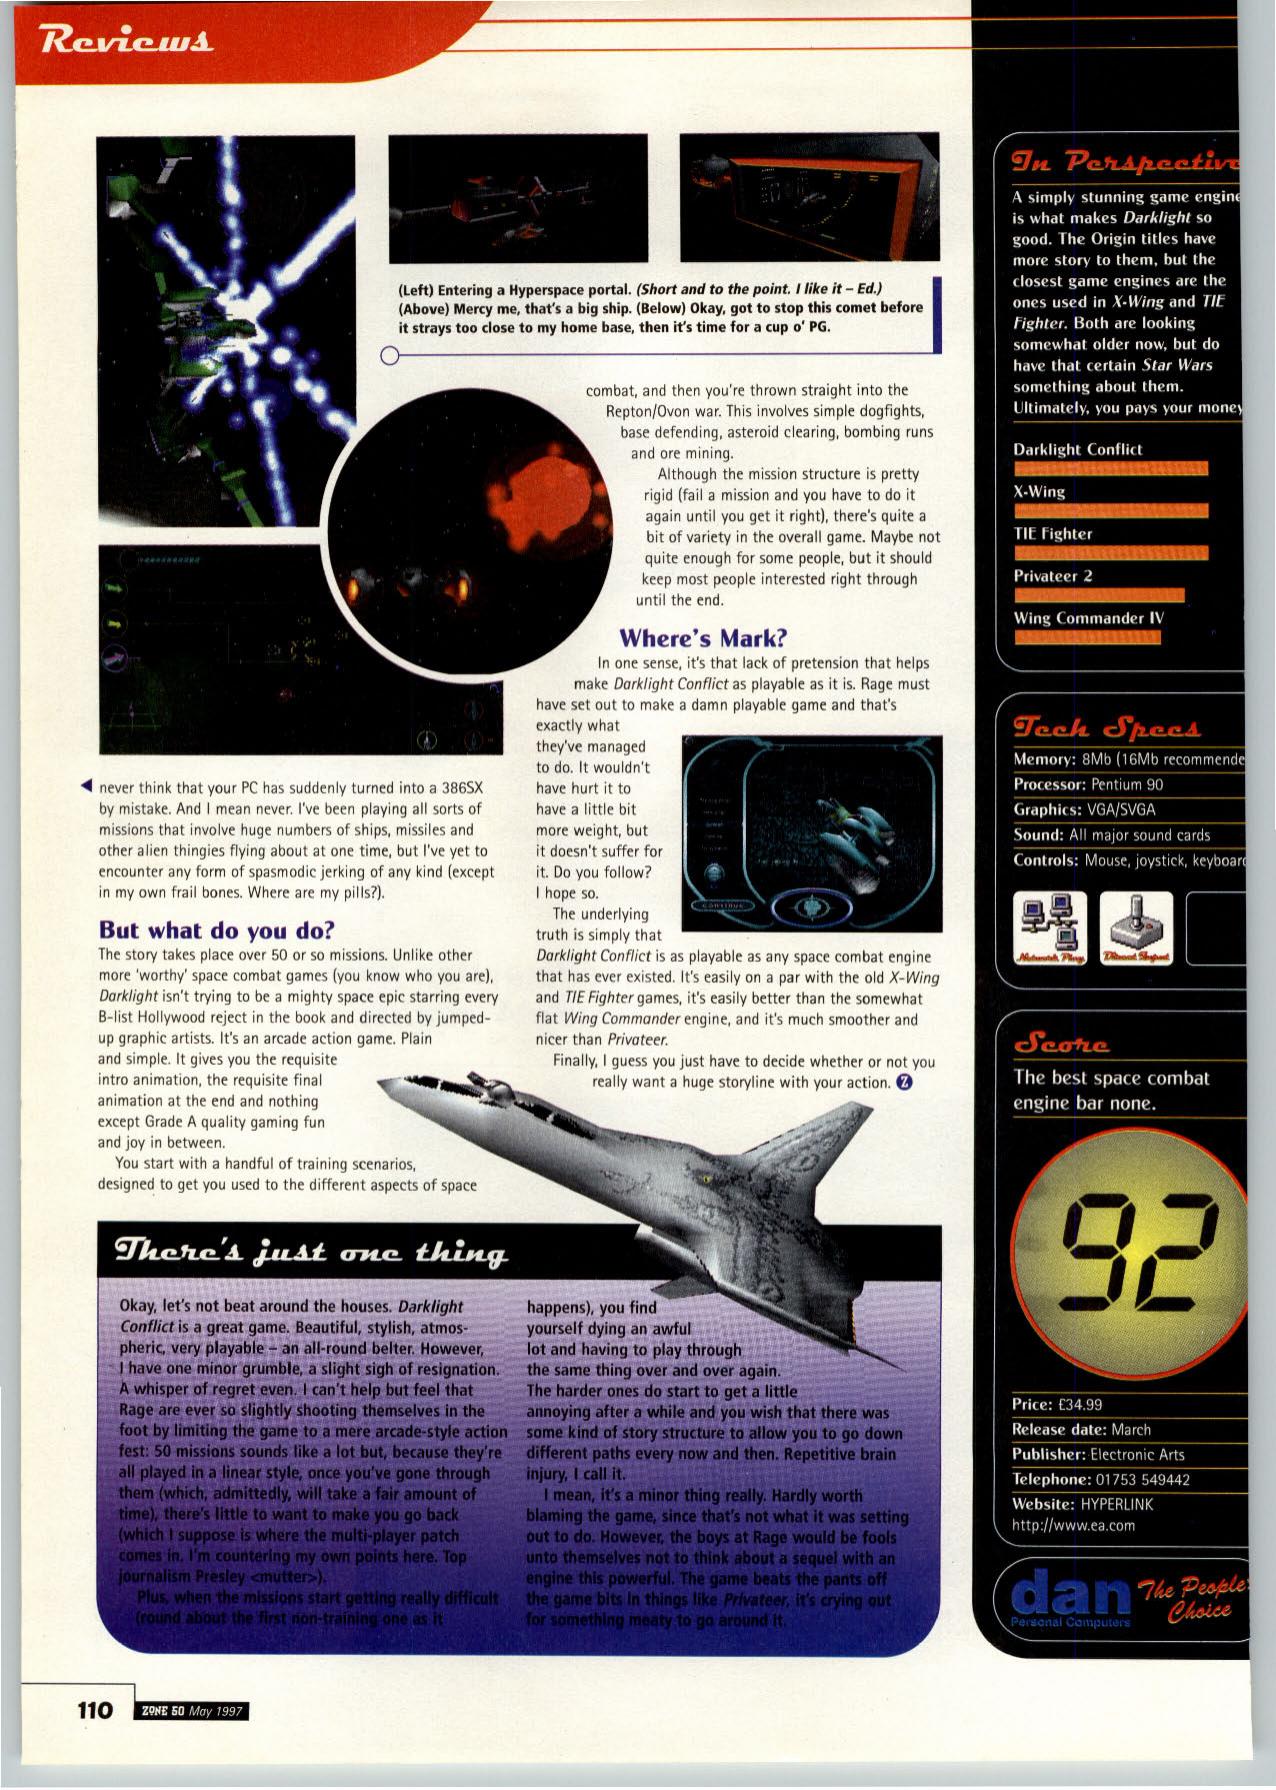 Reviews
(Left) Entering a Hyperspace portal. (Short and to the point. I like it – Ed.)
(Above) Mercy me, that's a big ship. (Below) Okay, got to stop this comet before
it strays too close to my home base, then it's time for a cup o' PG.
◀ never think that your PC has suddenly turned into a 386SX
by mistake. And I mean never. I've been playing all sorts of
missions that involve huge numbers of ships, missiles and
other alien thingies flying about at one time, but I've yet to
encounter any form of spasmodic jerking of any kind (except
in my own frail bones. Where are my pills?).
But what do you do?
The story takes place over 50 or so missions. Unlike other
more 'worthy' space combat games (you know who you are),
Darklight isn't trying to be a mighty space epic starring every
B-list Hollywood reject in the book and directed by jumped-
up graphic artists. It's an arcade action game. Plain
and simple. It gives you the requisite
intro animation, the requisite final
animation at the end and nothing
except Grade A quality gaming fun
and joy in between.
You start with a handful of training scenarios,
designed to get you used to the different aspects of space
combat, and then you're thrown straight into the
Repton/Ovon war. This involves simple dogfights,
base defending, asteroid clearing, bombing runs
and ore mining.
Although the mission structure is pretty
rigid (fail a mission and you have to do it
again until you get it right), there's quite a
bit of variety in the overall game. Maybe not
quite enough for some people, but it should
keep most people interested right through
until the end.
Where's Mark?
In one sense, it's that lack of pretension that helps
make Darklight Conflict as playable as it is. Rage must
have set out to make a damn playable game and that's
exactly what
they've managed
to do. It wouldn't
have hurt it to
have a little bit
more weight, but
it doesn't suffer for
it. Do you follow?
I hope so.
The underlying
truth is simply that
Darklight Conflict is as playable as any space combat engine
that has ever existed. It's easily on a par with the old X-Wing
and TIE Fighter games, it's easily better than the somewhat
flat Wing Commander engine, and it's much smoother and
nicer than Privateer.
Finally, I guess you just have to decide whether or not you
really want a huge storyline with your action. Z
CONTINUE
There's just one thing
Okay, let's not beat around the houses. Darklight
Conflict is a great game. Beautiful, stylish, atmos-
pheric, very playable – an all-round belter. However,
I have one minor grumble, a slight sigh of resignation.
A whisper of regret even. I can't help but feel that
Rage are ever so slightly shooting themselves in the
foot by limiting the game to a mere arcade-style action
fest: 50 missions sounds like a lot but, because they're
all played in a linear style, once you've gone through
them (which, admittedly, will take a fair amount of
time), there's little to want to make you go back
(which I suppose is where the multi-player patch
comes in. I'm countering my own points here. Top
journalism Presley <mutter>).
Plus, when the missions start getting really difficult
(round about the first non-training one as it
happens), you find
yourself dying an awful
lot and having to play through
the same thing over and over again.
The harder ones do start to get a little
annoying after a while and you wish that there was
some kind of story structure to allow you to go down
different paths every now and then. Repetitive brain
injury, I call it.
I mean, it's a minor thing really. Hardly worth
blaming the game, since that's not what it was setting
out to do. However, the boys at Rage would be fools
unto themselves not to think about a sequel with an
engine this powerful. The game beats the pants off
the game bits in things like Privateer, it's crying out
for something meaty to go around it.
In Perspective
A simply stunning game engine
is what makes Darklight so
good. The Origin titles have
more story to them, but the
closest game engines are the
ones used in X-Wing and TIE
Fighter. Both are looking
somewhat older now, but do
have that certain Star Wars
something about them.
Ultimately, you pays your money
Darklight Conflict
X-Wing
TIE Fighter
Privateer 2
Wing Commander IV
Tech Specs
Memory: 8Mb (16Mb recommende
Processor: Pentium 90
Graphics: VGA/SVGA
Sound: All major sound cards
Controls: Mouse, joystick, keyboard
Network Play
Score
The best space combat
engine bar none.
92
Price: £34.99
Release date: March
Publisher: Electronic Arts
Telephone: 01753 549442
Website: HYPERLINK
http://www.ea.com
dan
Personal Computers
The People's
Choice
110
ZONE 50 May 1997